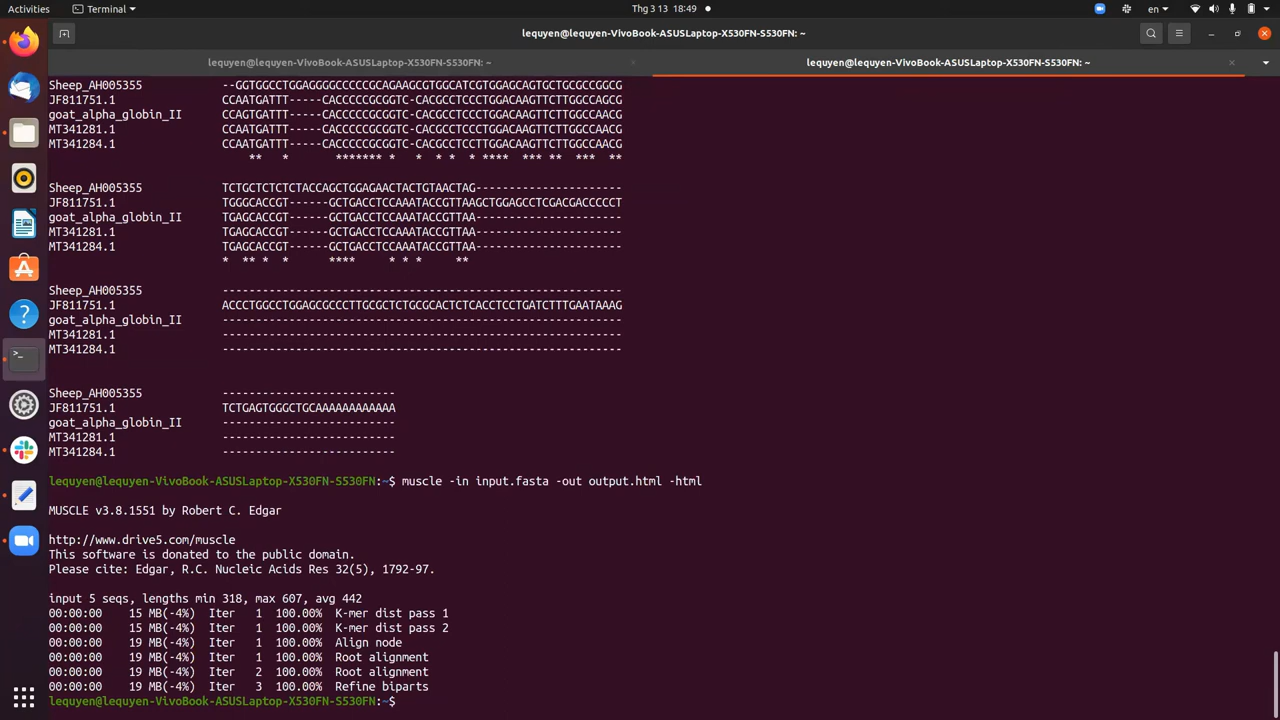 Activities Terminal Thg 3 13 18:49 en
lequyen@lequyen-VivoBook-ASUSLaptop-X530FN-S530FN: ~
lequyen@lequyen-VivoBook-ASUSLaptop-X530FN-S530FN: ~ lequyen@lequyen-VivoBook-ASUSLaptop-X530FN-S530FN: ~
Sheep_AH005355 --GGTGGCCTGGAGGGGCCCCCGCAGAAGCGTGGCATCGTGGAGCAGTGCTGCGCCGGCG
JF811751.1 CCAATGATTT-----CACCCCCGCGGTC-CACGCCTCCCTGGACAAGTTCTTGGCCAGCG
goat_alpha_globin_II CCAGTGATTT-----CACCCCCGCGGTC-CACGCCTCCCTGGACAAGTTCTTGGCCAACG
MT341281.1 CCAATGATTT-----CACCCCCGCGGTC-CACGCCTCCTTGGACAAGTTCTTGGCCAACG
MT341284.1 CCAATGATTT-----CACCCCCGCGGTC-CACGCCTCCTTGGACAAGTTCTTGGCCAACG
** * ******* * * * * **** *** ** *** **
Sheep_AH005355 TCTGCTCTCTCTACCAGCTGGAGAACTACTGTAACTAG----------------------
JF811751.1 TGGGCACCGT------GCTGACCTCCAAATACCGTTAAGCTGGAGCCTCGACGACCCCCT
goat_alpha_globin_II TGAGCACCGT------GCTGACCTCCAAATACCGTTAA----------------------
MT341281.1 TGAGCACCGT------GCTGACCTCCAAATACCGTTAA----------------------
MT341284.1 TGAGCACCGT------GCTGACCTCCAAATACCGTTAA----------------------
* ** * * **** * * * **
Sheep_AH005355 ------------------------------------------------------------
JF811751.1 ACCCTGGCCTGGAGCGCCCTTGCGCTCTGCGCACTCTCACCTCCTGATCTTTGAATAAAG
goat_alpha_globin_II ------------------------------------------------------------
MT341281.1 ------------------------------------------------------------
MT341284.1 ------------------------------------------------------------
Sheep_AH005355 --------------------------
JF811751.1 TCTGAGTGGGCTGCAAAAAAAAAAAA
goat_alpha_globin_II --------------------------
MT341281.1 --------------------------
MT341284.1 --------------------------
lequyen@lequyen-VivoBook-ASUSLaptop-X530FN-S530FN:~$ muscle -in input.fasta -out output.html -html
MUSCLE v3.8.1551 by Robert C. Edgar
http://www.drive5.com/muscle
This software is donated to the public domain.
Please cite: Edgar, R.C. Nucleic Acids Res 32(5), 1792-97.
input 5 seqs, lengths min 318, max 607, avg 442
00:00:00 15 MB(-4%) Iter 1 100.00% K-mer dist pass 1
00:00:00 15 MB(-4%) Iter 1 100.00% K-mer dist pass 2
00:00:00 19 MB(-4%) Iter 1 100.00% Align node
00:00:00 19 MB(-4%) Iter 1 100.00% Root alignment
00:00:00 19 MB(-4%) Iter 2 100.00% Root alignment
00:00:00 19 MB(-4%) Iter 3 100.00% Refine biparts
lequyen@lequyen-VivoBook-ASUSLaptop-X530FN-S530FN:~$